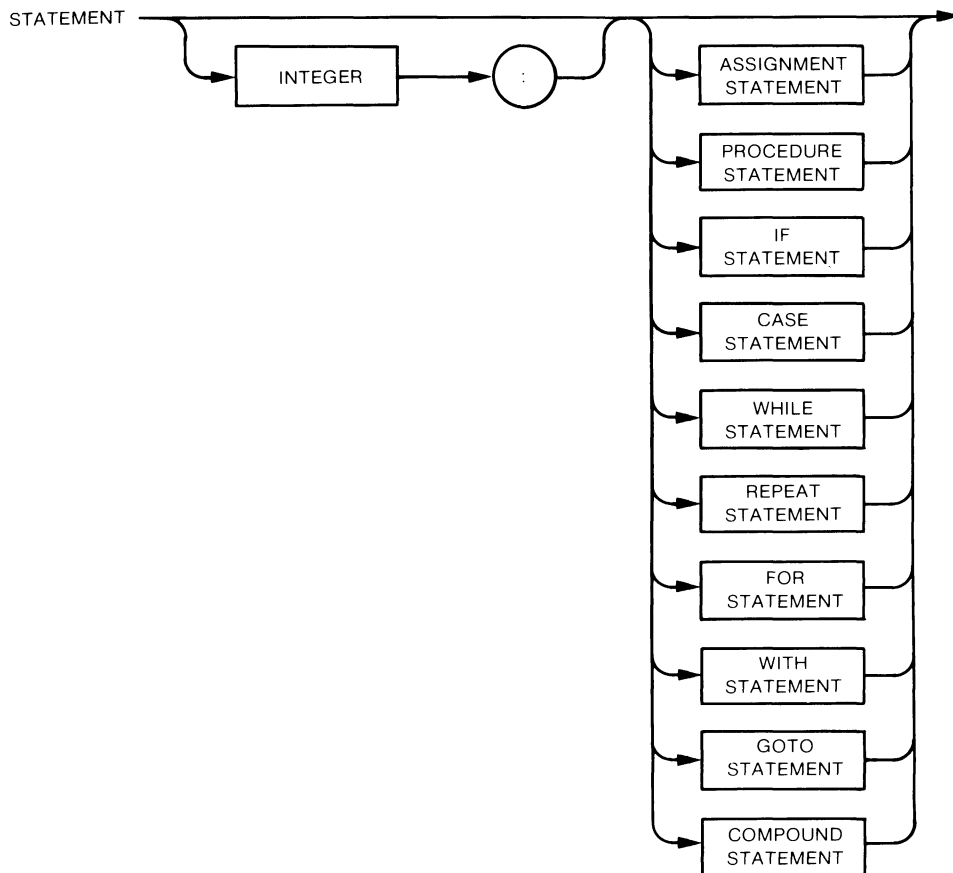 STATEMENT
INTEGER
:
ASSIGNMENT
STATEMENT
PROCEDURE
STATEMENT
IF
STATEMENT
CASE
STATEMENT
WHILE
STATEMENT
REPEAT
STATEMENT
FOR
STATEMENT
WITH
STATEMENT
GOTO
STATEMENT
COMPOUND
STATEMENT